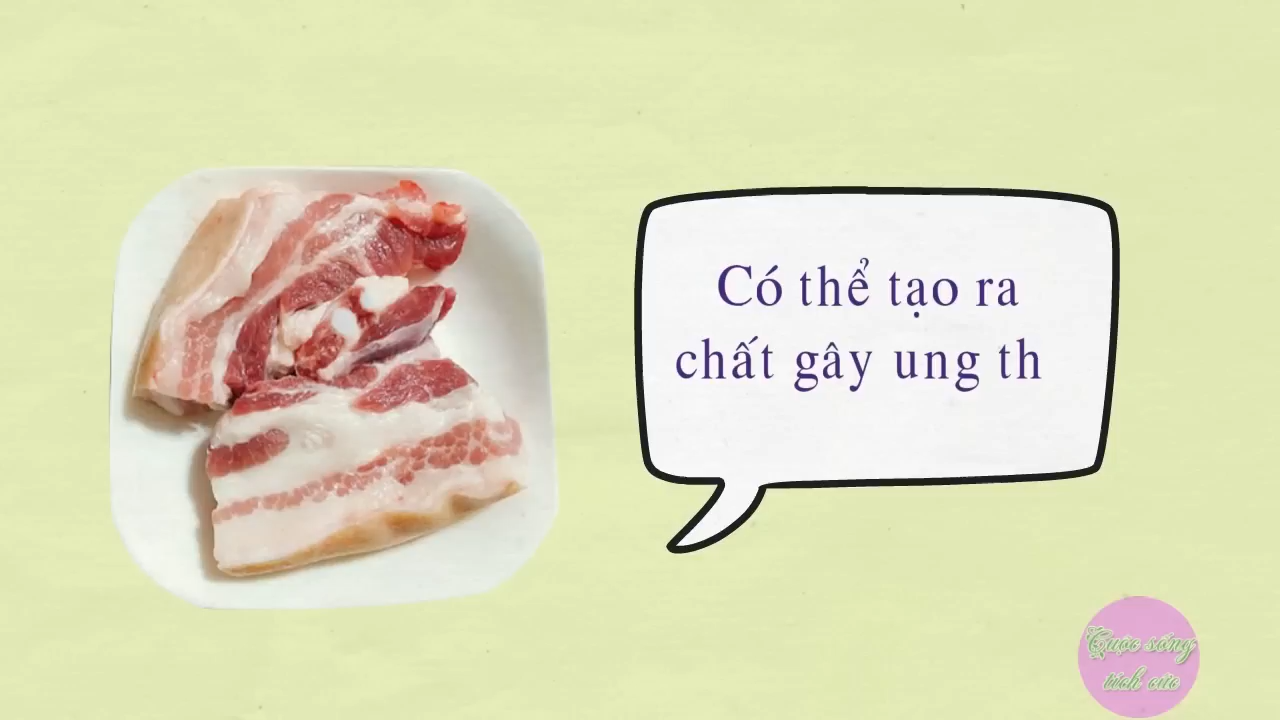 Có thể tạo ra
chất gây ung th
Cuộc sống
tích cực